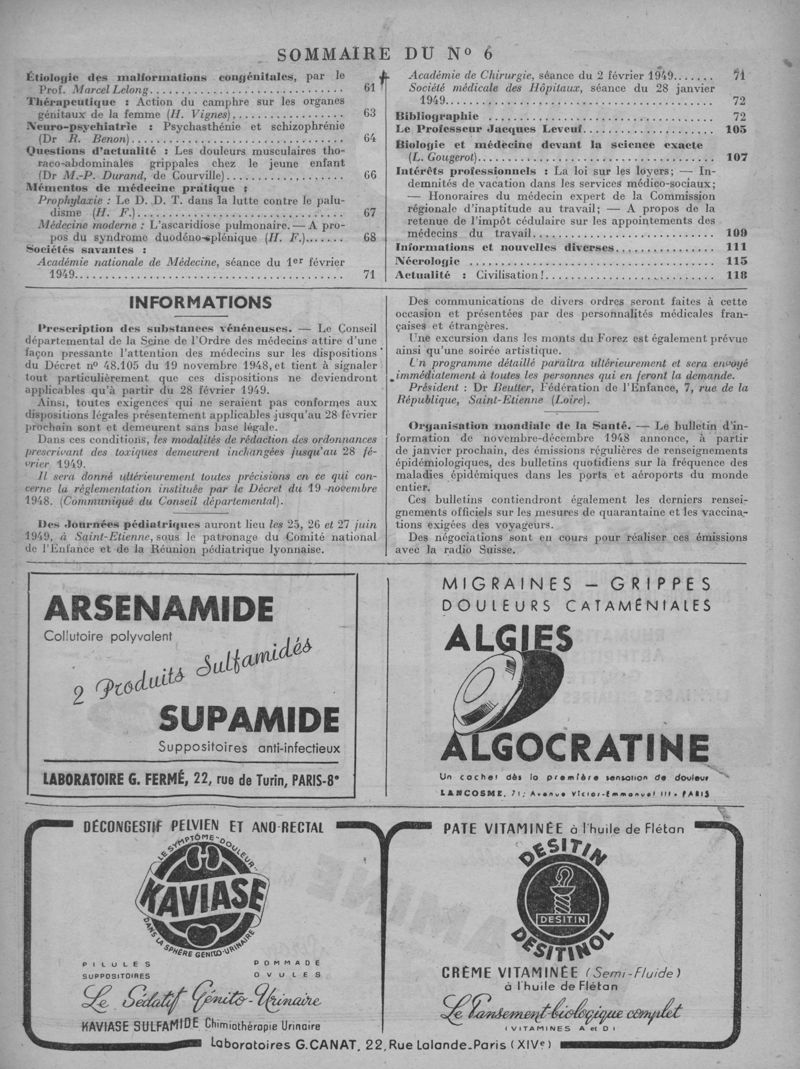 SOMMAIRE DU Nº 6
Étiologie des malformations congénitales, par le
Prof. Marcel Lelong........ 61
Thérapeutique : Action du camphre sur les organes
génitaux de la femme (H. Vignes)........ 63
Neuro-psychiatrie : Psychasthénie et schizophrénie
(Dr R. Benon)........ 64
Questions d'actualité : Les douleurs musculaires tho-
raco-abdominales grippales chez le jeune enfant
(Dr M.-P. Durand, de Courville)........ 66
Mémentos de médecine pratique :
Prophylaxie : Le D. D. T. dans la lutte contre le palu-
disme (H. F.)........ 67
Médecine moderne : L'ascaridiose pulmonaire. — A pro-
pos du syndrome duodéno-splénique (H. F.)....... 68
Sociétés savantes :
Académie nationale de Médecine, séance du 1er février
1949........ 71
Académie de Chirurgie, séance du 2 février 1949....... 71
Société médicale des Hôpitaux, séance du 28 janvier
1949........ 72
Bibliographie ........ 72
Le Professeur Jacques Leveuf........ 105
Biologie et médecine devant la science exacte
(L. Gougerot)........ 107
Intérêts professionnels : La loi sur les loyers; — In-
demnités de vacation dans les services médico-sociaux;
— Honoraires du médecin expert de la Commission
régionale d'inaptitude au travail; — A propos de la
retenue de l'impôt cédulaire sur les appointements des
médecins du travail........ 109
Informations et nouvelles diverses........ 111
Nécrologie ........ 115
Actualité : Civilisation!........ 118
INFORMATIONS
Prescription des substances vénéneuses. — Le Conseil
départemental de la Seine de l'Ordre des médecins attire d'une
façon pressante l'attention des médecins sur les dispositions
du Décret nº 48.105 du 19 novembre 1948, et tient à signaler
tout particulièrement que ces dispositions ne deviendront
applicables qu'à partir du 28 février 1949.
Ainsi, toutes exigences qui ne seraient pas conformes aux
dispositions légales présentement applicables jusqu'au 28 février
prochain sont et demeurent sans base légale.
Dans ces conditions, les modalités de rédaction des ordonnances
prescrivant des toxiques demeurent inchangées jusqu'au 28 fé-
vrier 1949.
Il sera donné ultérieurement toutes précisions en ce qui con-
cerne la réglementation instituée par le Décret du 19 novembre
1948. (Communiqué du Conseil départemental).
Des Journées pédiatriques auront lieu les 25, 26 et 27 juin
1949, à Saint-Etienne, sous le patronage du Comité national
de l'Enfance et de la Réunion pédiatrique lyonnaise.
Des communications de divers ordres seront faites à cette
occasion et présentées par des personnalités médicales fran-
çaises et étrangères.
Une excursion dans les monts du Forez est également prévue
ainsi qu'une soirée artistique.
Un programme détaillé paraîtra ultérieurement et sera envoyé
immédiatement à toutes les personnes qui en feront la demande.
Président : Dr Beutter, Fédération de l'Enfance, 7, rue de la
République, Saint-Etienne (Loire).
Organisation mondiale de la Santé. — Le bulletin d'in-
formation de novembre-décembre 1948 annonce, à partir
de janvier prochain, des émissions régulières de renseignements
épidémiologiques, des bulletins quotidiens sur la fréquence des
maladies épidémiques dans les ports et aéroports du monde
entier.
Ces bulletins contiendront également les derniers rensei-
gnements officiels sur les mesures de quarantaine et les vaccina-
tions exigées des voyageurs.
Des négociations sont en cours pour réaliser ces émissions
avec la radio Suisse.
ARSENAMIDE
Collutoire polyvalent
2 Produits Sulfamidés
SUPAMIDE
Suppositoires anti-infectieux
LABORATOIRE G. FERMÉ, 22, rue de Turin, PARIS-8e
MIGRAINES — GRIPPES
DOULEURS CATAMÉNIALES
ALGIES
ALGOCRATINE
Un cachet dès la première sensation de douleur
LANCOSME, 71, Avenue Victor-Emmanuel III - PARIS
DÉCONGESTIF PELVIEN ET ANO-RECTAL
LE SYMPTÔME-DOULEUR
KAVIASE
DANS LA SPHÈRE GÉNITO-URINAIRE
PILULES POMMADE
SUPPOSITOIRES OVULES
Le Sédatif Génito-Urinaire
KAVIASE SULFAMIDE Chimiothérapie Urinaire
PATE VITAMINÉE à l'huile de Flétan
DESITIN
DESITIN
DESITINOL
CRÈME VITAMINÉE (Semi-Fluide)
à l'huile de Flétan
Le Pansement biologique complet
(VITAMINES A et D)
Laboratoires G. CANAT, 22, Rue Lalande - Paris (XIVe)